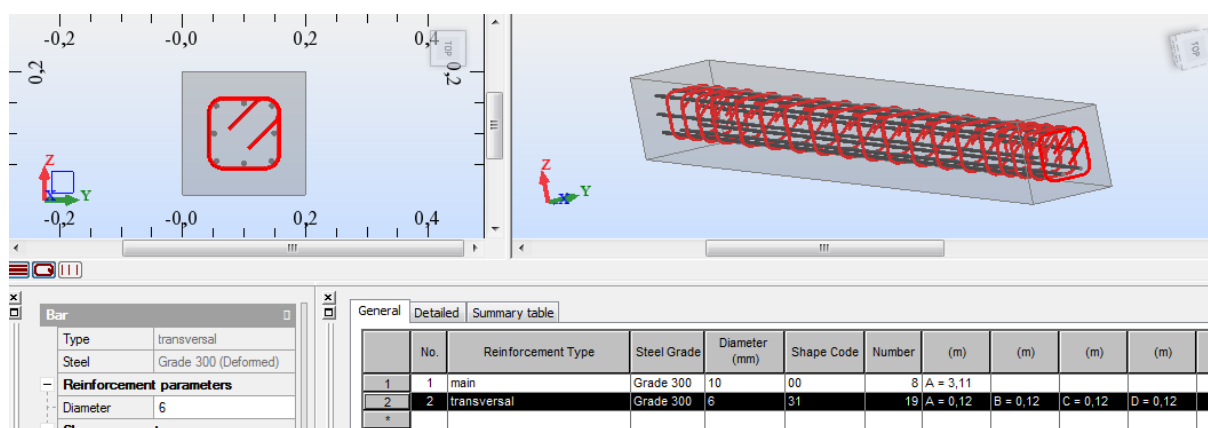 -0,2 -0,0 0,2 0,4
TOP
TOP
0,2 0,2
Z
X Y
-0,2 -0,0 0,2 0,4
Z
X Y
Bar
Type transversal
Steel Grade 300 (Deformed)
Reinforcement parameters
Diameter 6
General Detailed Summary table
No. Reinforcement Type Steel Grade Diameter (mm) Shape Code Number (m) (m) (m) (m)
1 1 main Grade 300 10 00 8 A = 3,11
2 2 transversal Grade 300 6 31 19 A = 0,12 B = 0,12 C = 0,12 D = 0,12
*